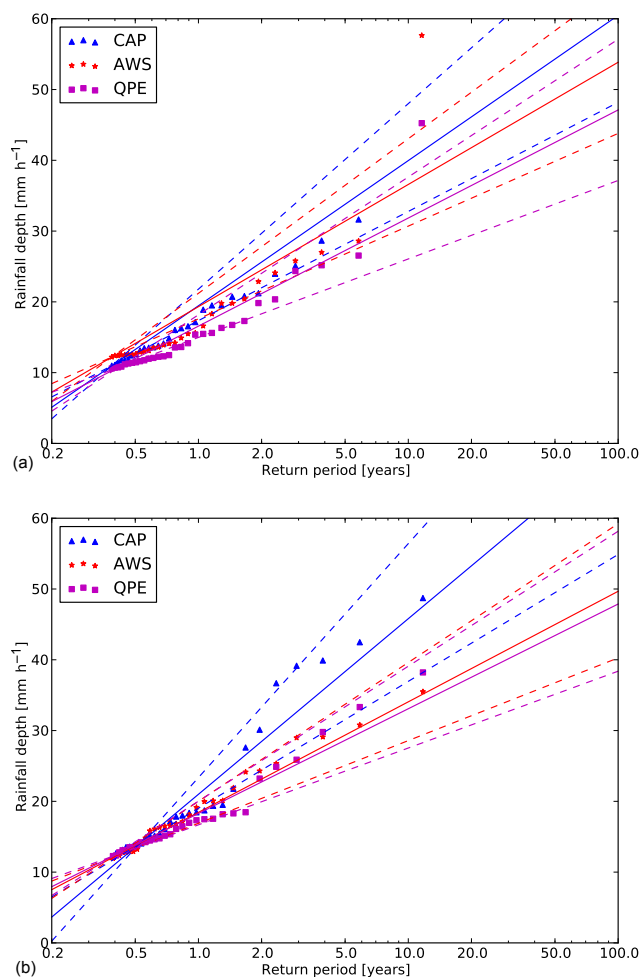 60
50
40
30
20
10
0
Rainfall depth [mm h⁻¹]
CAP
AWS
QPE
0.2 0.5 1.0 2.0 5.0 10.0 20.0 50.0 100.0
Return period [years]
(a)
60
50
40
30
20
10
0
Rainfall depth [mm h⁻¹]
CAP
AWS
QPE
0.2 0.5 1.0 2.0 5.0 10.0 20.0 50.0 100.0
Return period [years]
(b)